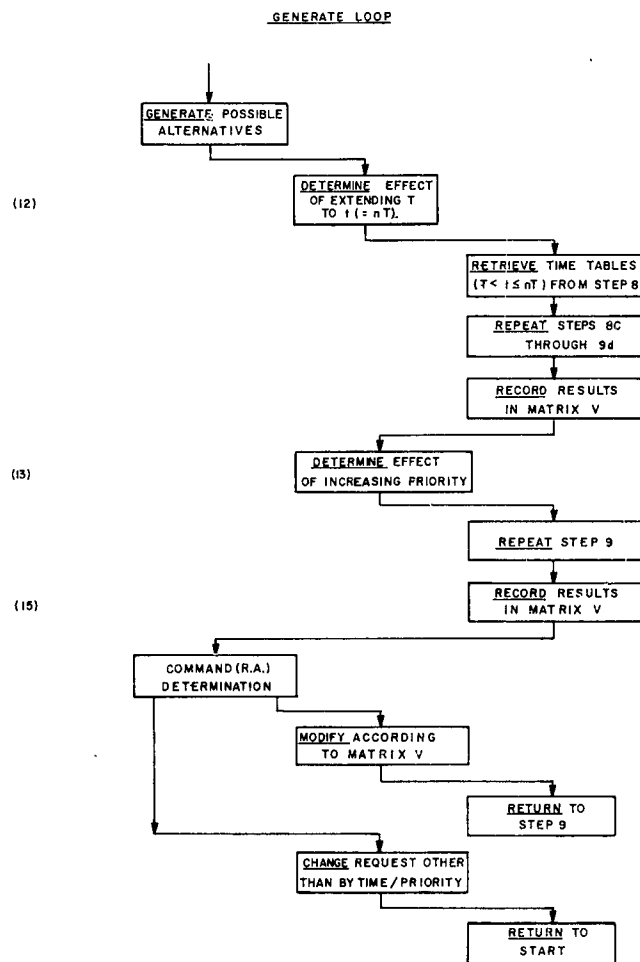 GENERATE LOOP
GENERATE POSSIBLE
ALTERNATIVES
(12)
DETERMINE EFFECT
OF EXTENDING T
TO t (= nT).
RETRIEVE TIME TABLES
(T < t ≤ nT) FROM STEP 8
REPEAT STEPS 8C
THROUGH 9d
RECORD RESULTS
IN MATRIX V
(13)
DETERMINE EFFECT
OF INCREASING PRIORITY
REPEAT STEP 9
(15)
RECORD RESULTS
IN MATRIX V
COMMAND (R.A.)
DETERMINATION
MODIFY ACCORDING
TO MATRIX V
RETURN TO
STEP 9
CHANGE REQUEST OTHER
THAN BY TIME/PRIORITY
RETURN TO
START